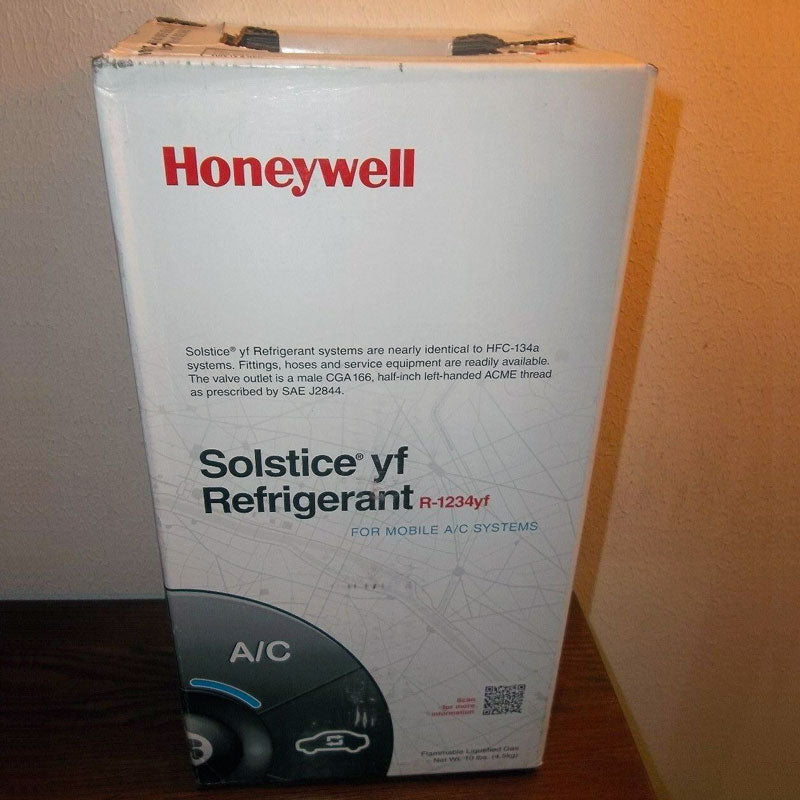 Honeywell
Solstice® yf Refrigerant systems are nearly identical to HFC-134a
systems. Fittings, hoses and service equipment are readily available.
The valve outlet is a male CGA166, half-inch left-handed ACME thread
as prescribed by SAE J2844.
Solstice® yf
Refrigerant R-1234yf
FOR MOBILE A/C SYSTEMS
A/C
Scan
for more
information
Flammable Liquefied Gas
Net Wt. 10 lbs. (4.5kg)